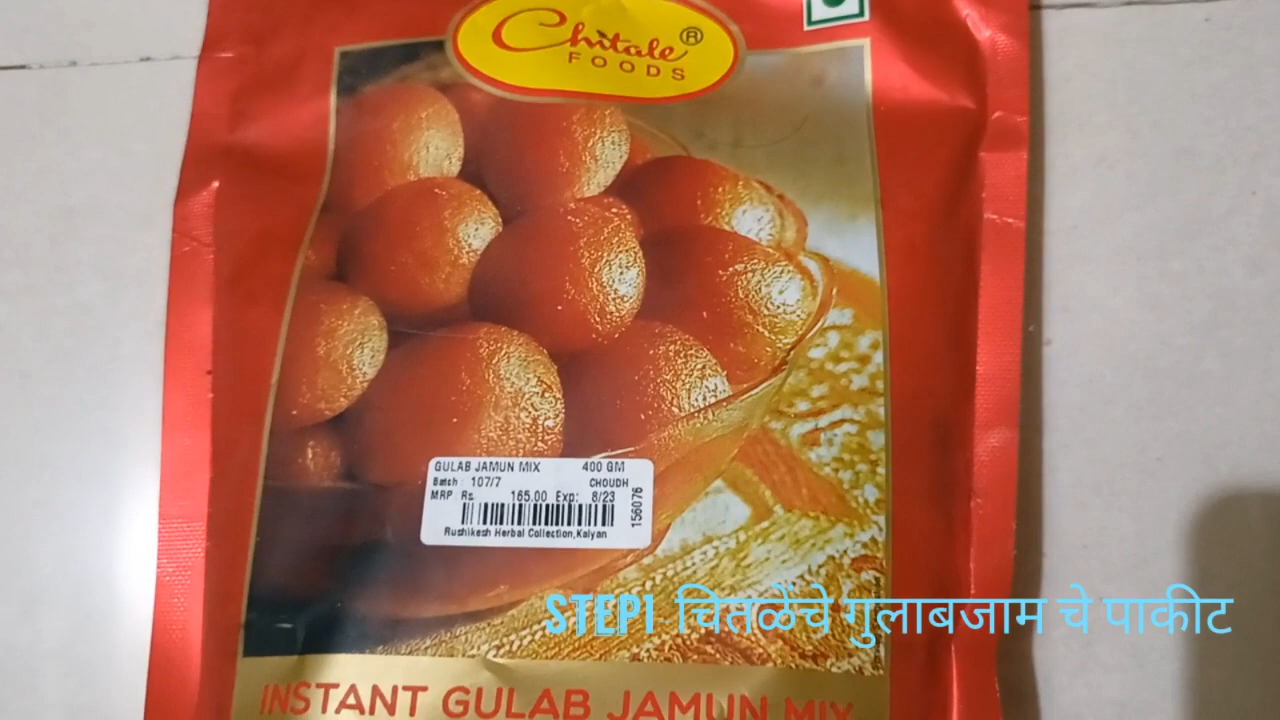 Chitale®
FOODS
GULAB JAMUN MIX 400 GM
Batch : 107/7 CHOUDH
MRP Rs 165.00 Exp: 8/23
156076
Rushikesh Herbal Collection,Kalyan
STEP1-चितळेंचे गुलाबजाम चे पाकीट
INSTANT GULAB JAMUN MIX